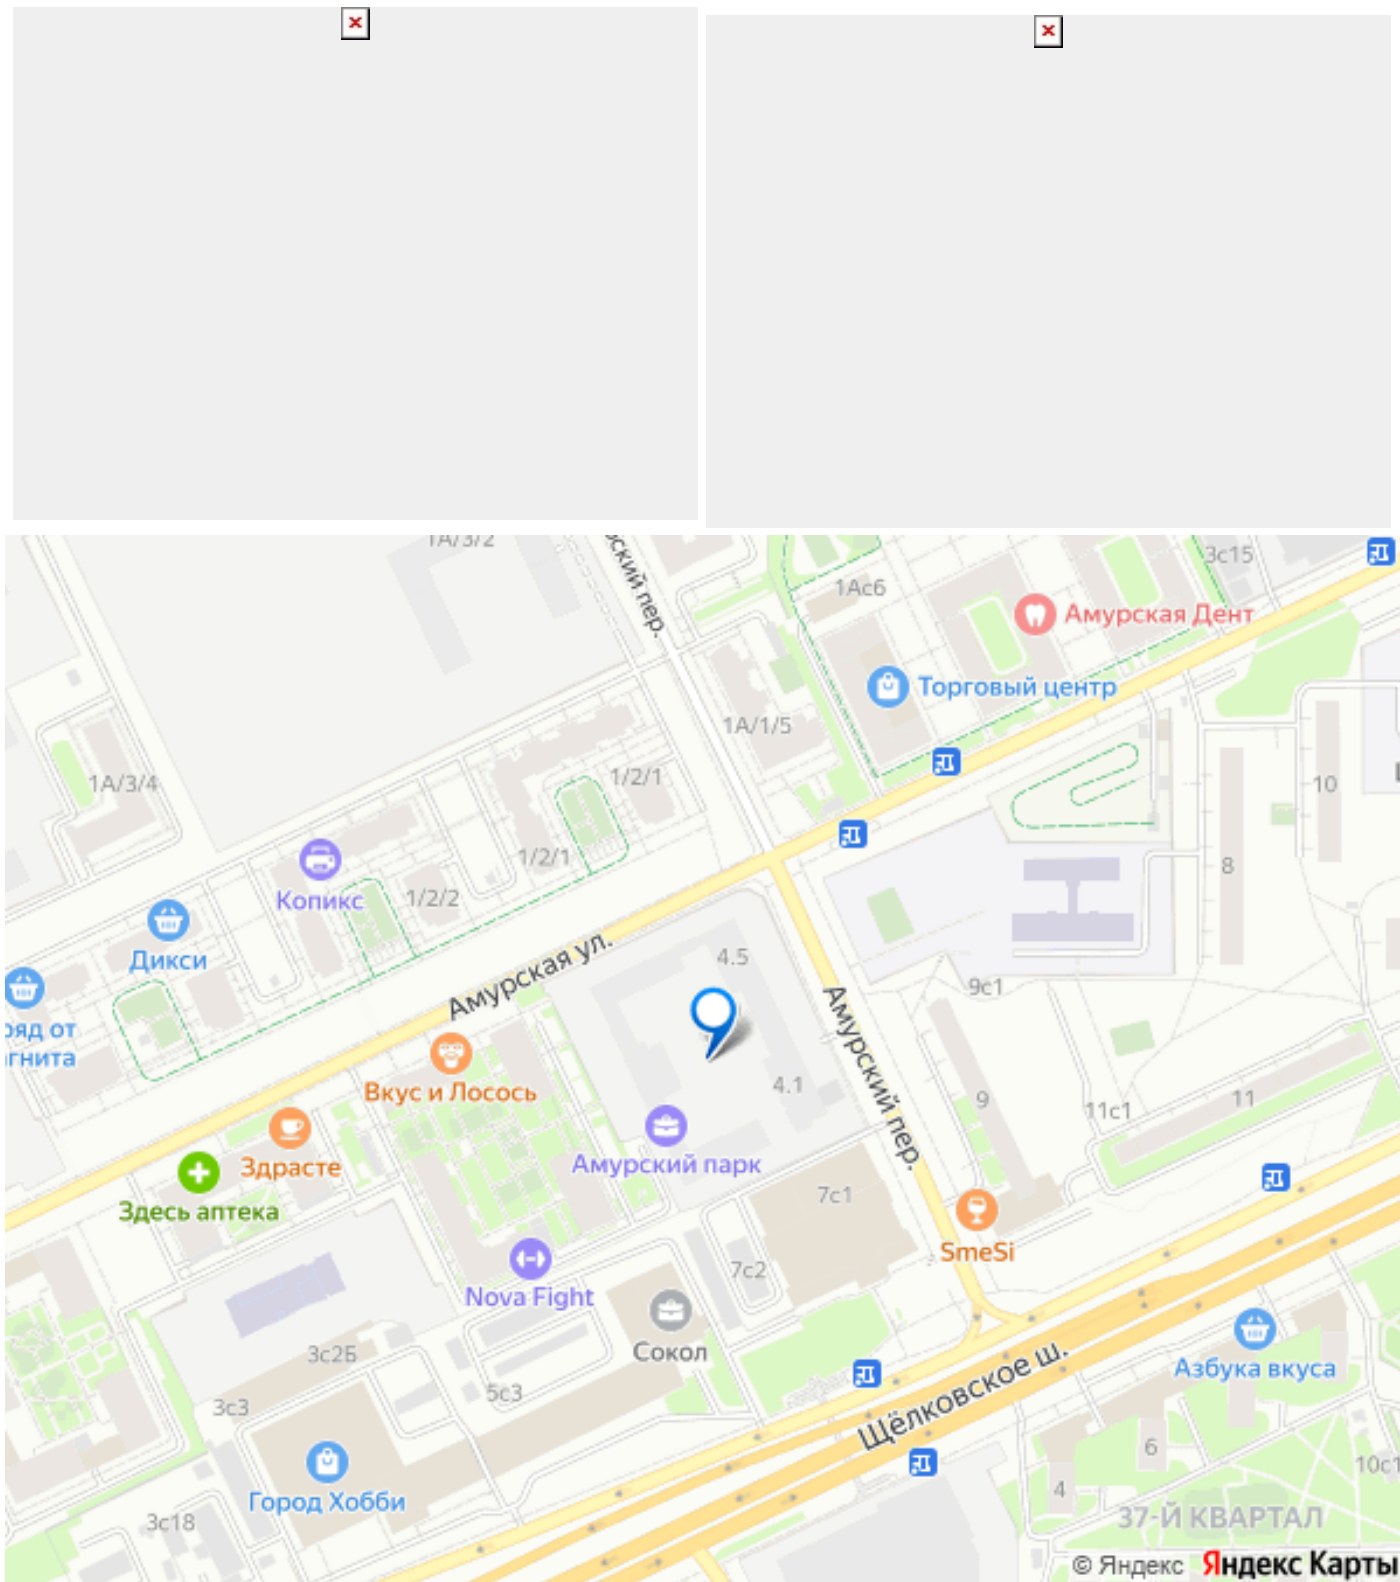 1А/3/2
ский пер.
1Ас6
3с15
Амурская Дент
Торговый центр
1А/1/5
1А/3/4
1/2/1
10
1/2/1
8
Копикс
1/2/2
Дикси
Амурская ул.
4.5
9с1
Амурский пер.
ряд от
гнита
Вкус и Лосось
4.1
9
11с1
11
Здрасте
Амурский парк
Здесь аптека
7с1
SmeSi
7с2
Nova Fight
Сокол
3с2Б
5с3
Азбука вкуса
Щёлковское ш.
3с3
6
10с1
Город Хобби
4
3с18
37-Й КВАРТАЛ
© Яндекс Яндекс Карты